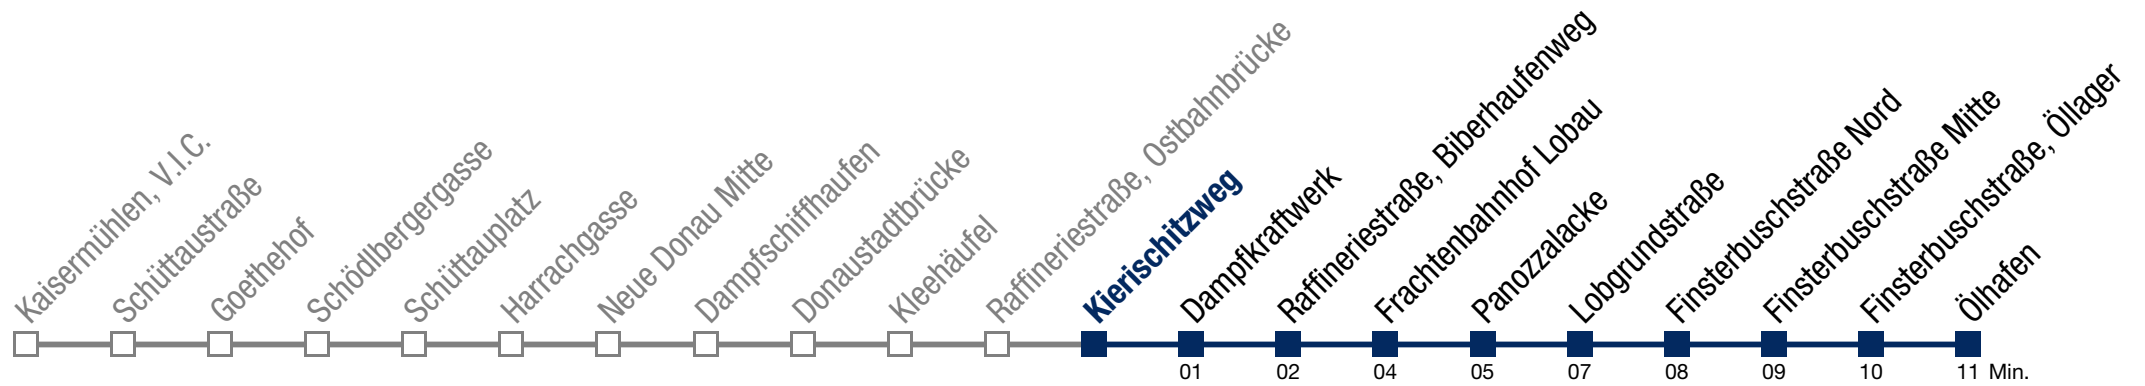 Kaisermühlen, V.I.C.
Schüttaustraße
Goethehof
Schödlbergergasse
Schüttauplatz
Harrachgasse
Neue Donau Mitte
Dampfschiffhaufen
Donaustadtbrücke
Kleehäufel
Raffineriestraße, Ostbahnbrücke
Kierischitzweg
Dampfkraftwerk
Raffineriestraße, Biberhaufenweg
Frachtenbahnhof Lobau
Panozzalacke
Lobgrundstraße
Finsterbuschstraße Nord
Finsterbuschstraße Mitte
Finsterbuschstraße, Öllager
Ölhafen
01 02 04 05 07 08 09 10 11 Min.